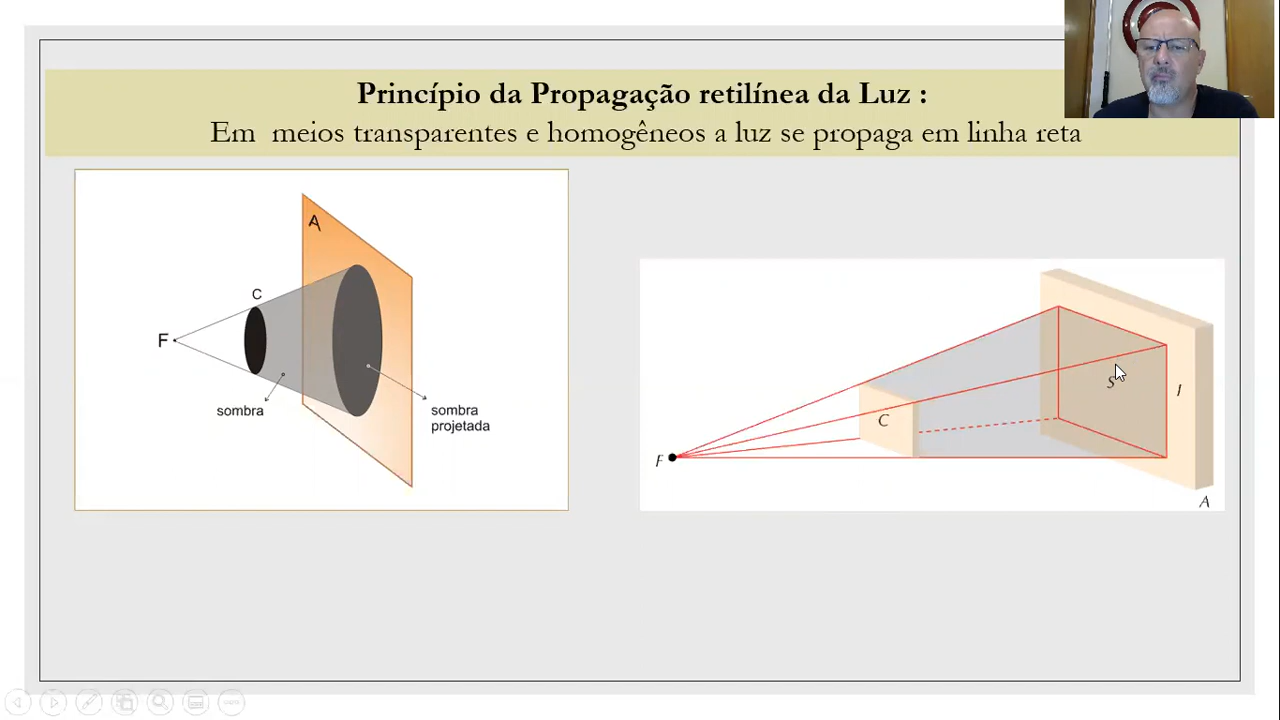 Princípio da Propagação retilínea da Luz :
Em meios transparentes e homogêneos a luz se propaga em linha reta
A
C
F
sombra
sombra
projetada
C
S
I
F
A